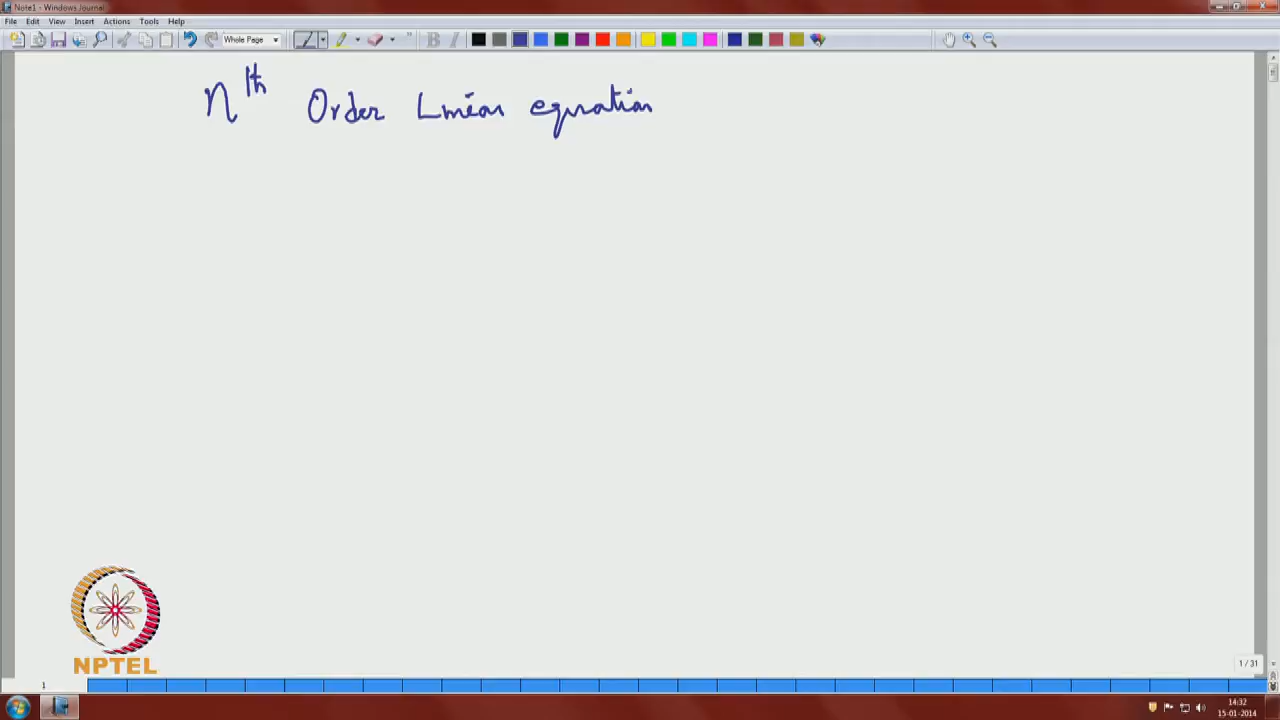 Note1 - Windows Journal
File Edit View Insert Actions Tools Help
Whole Page
B I
nth Order Linear equation
NPTEL
1 / 31
1
14:32
15-01-2014